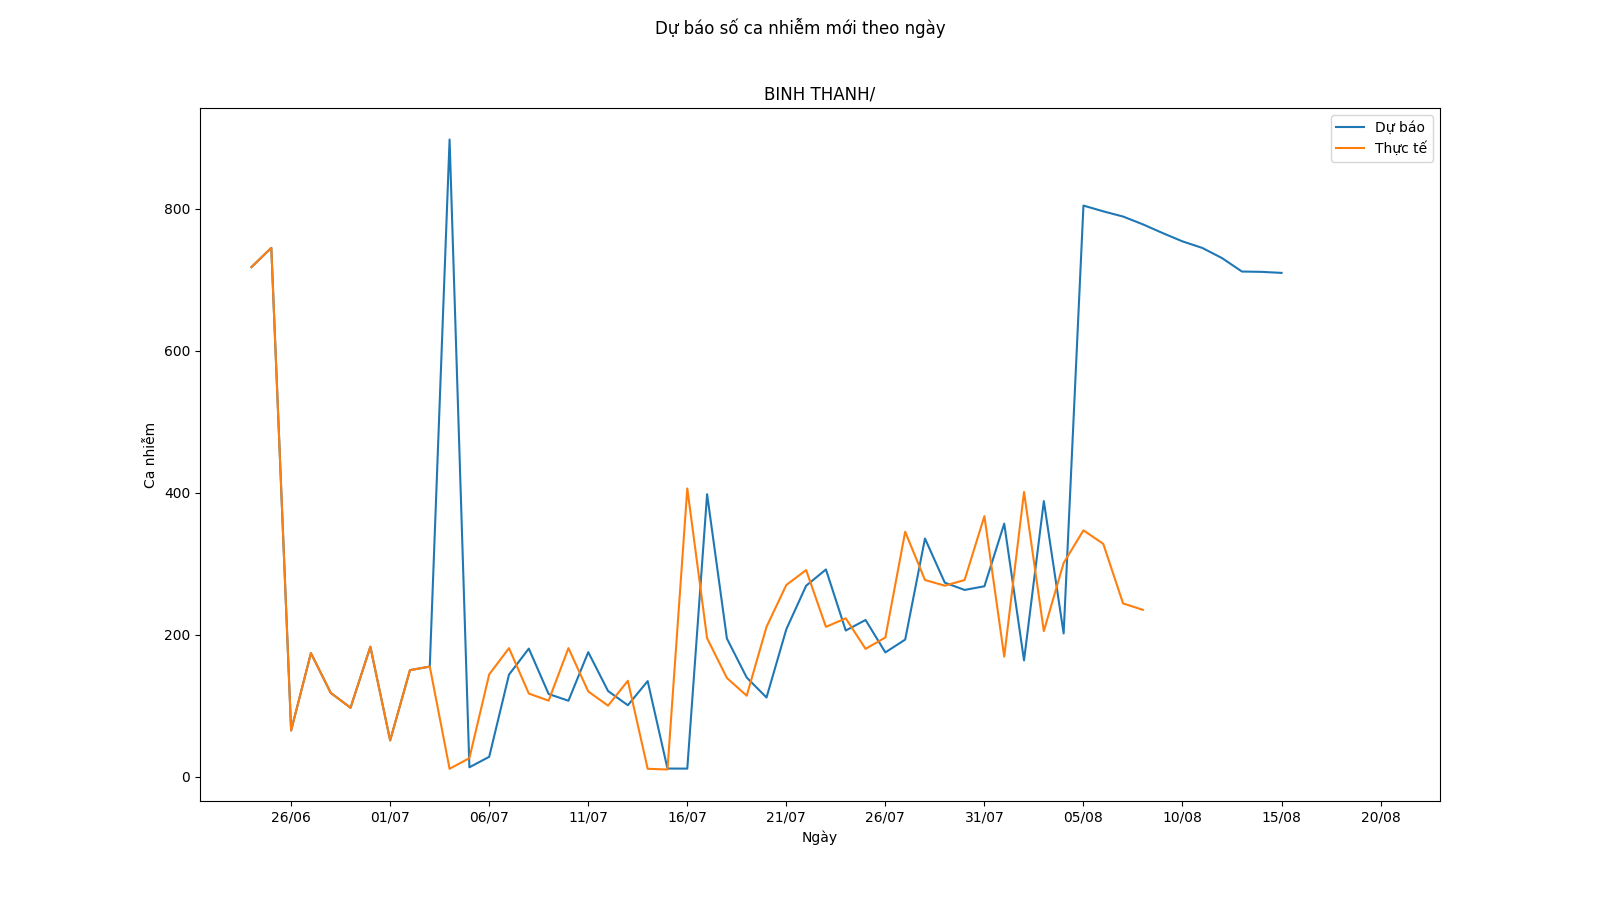 Dự báo số ca nhiễm mới theo ngày
BINH THANH/
Dự báo
Thực tế
800
600
400
200
0
Ca nhiễm
26/06 01/07 06/07 11/07 16/07 21/07 26/07 31/07 05/08 10/08 15/08 20/08
Ngày